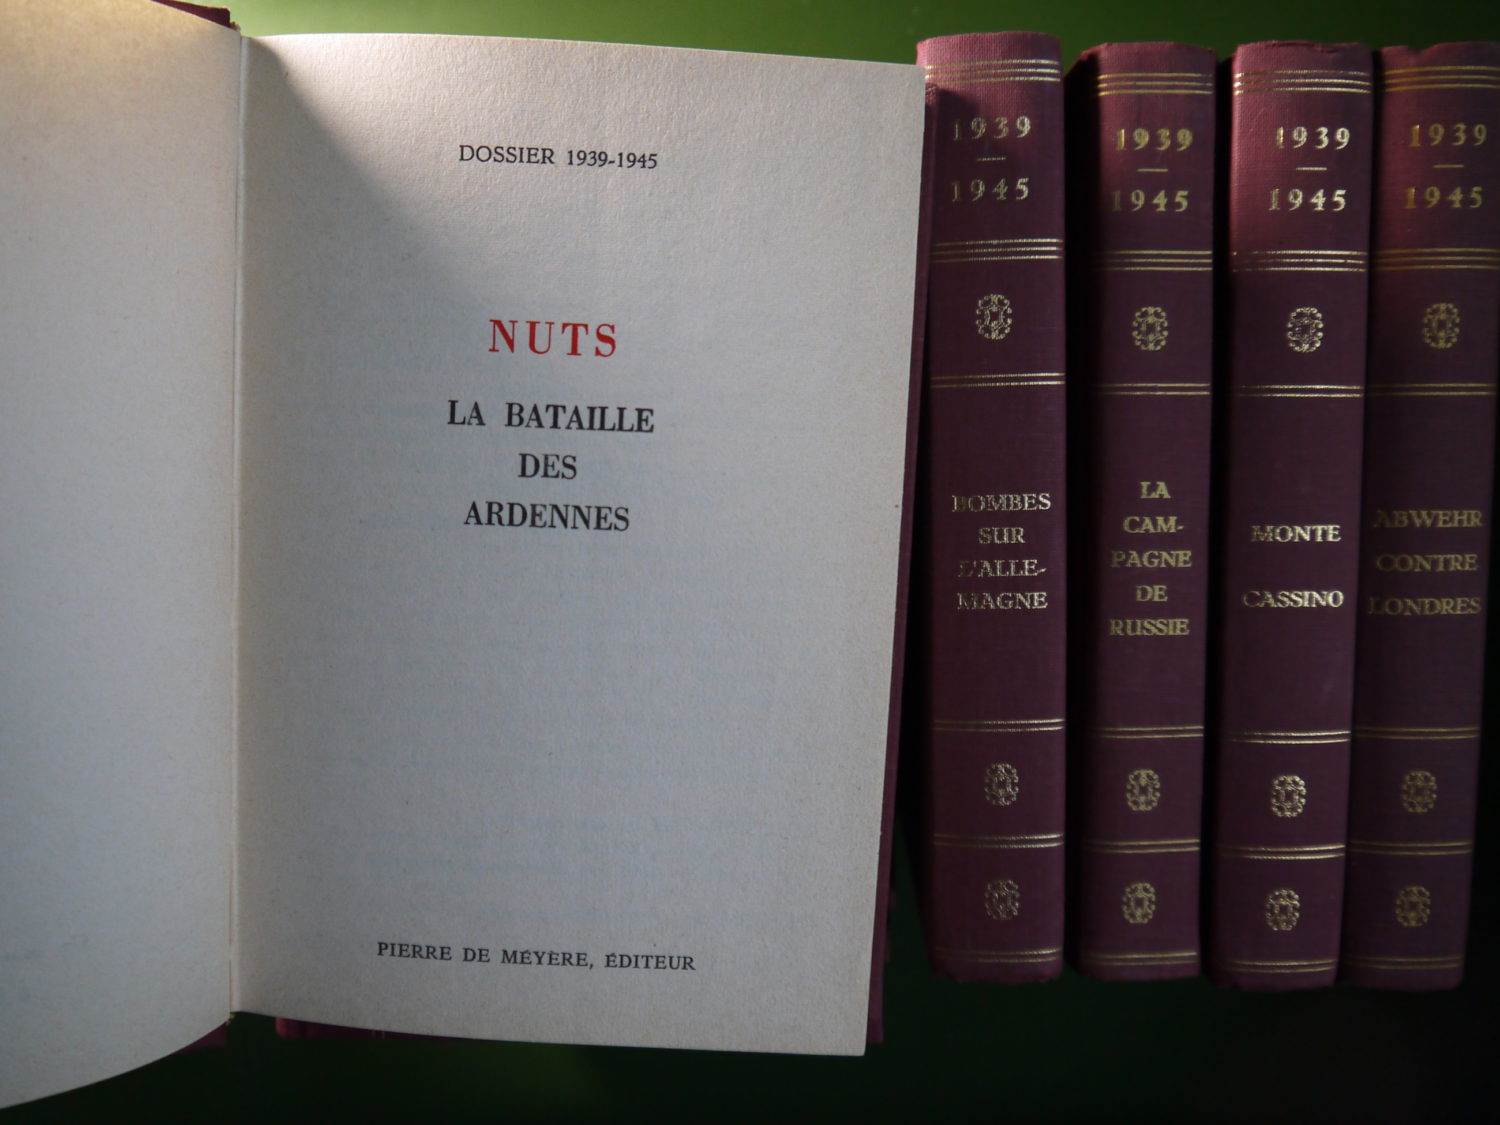 DOSSIER 1939-1945
NUTS
LA BATAILLE
DES
ARDENNES
PIERRE DE MÉYÈRE, ÉDITEUR
1939
1945
BOMBES
SUR
L'ALLE-
MAGNE
1939
1945
LA
CAM-
PAGNE
DE
RUSSIE
1939
1945
MONTE
CASSINO
1939
1945
ABWEHR
CONTRE
LONDRES